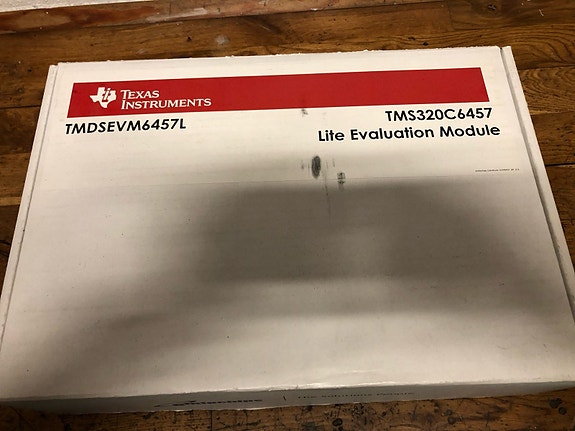 TEXAS
INSTRUMENTS
TMDSEVM6457L
TMS320C6457
Lite Evaluation Module